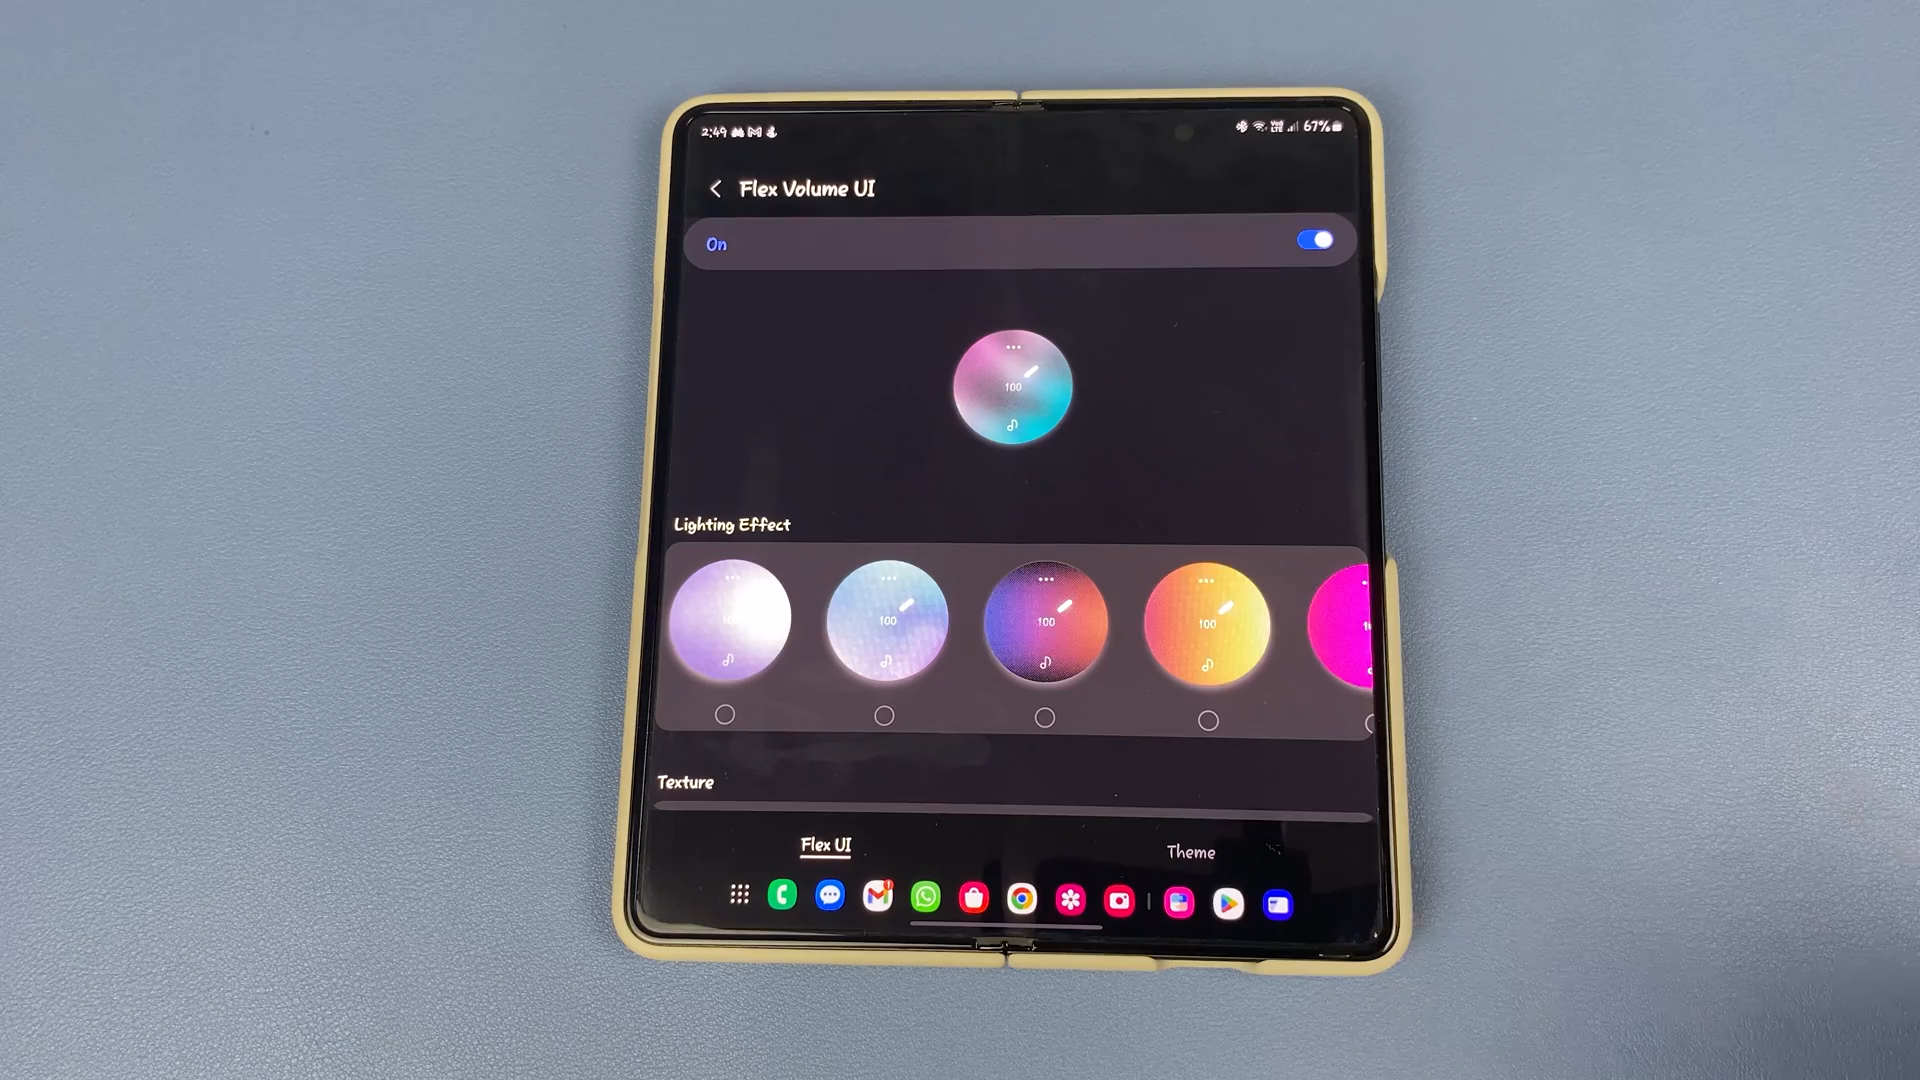 2:49
67%
Flex Volume UI
On
100
Lighting Effect
100
100
100
Texture
Flex UI
Theme